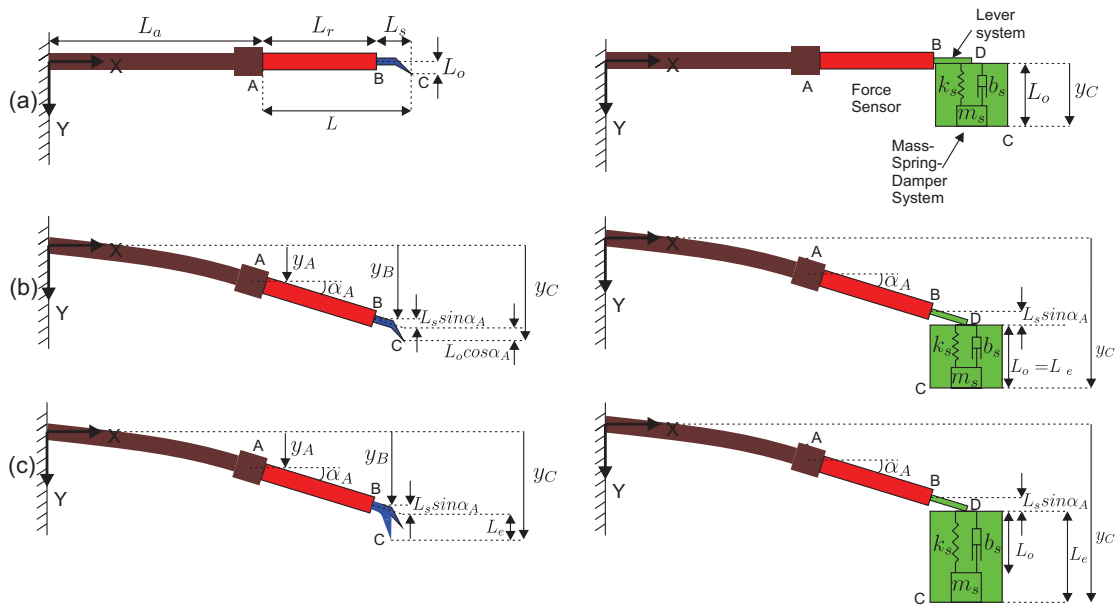 L_a
L_r
L_s
L_o
X
A
B
C
L
Y
(a)
B
Lever
system
D
A
Force
Sensor
k_s
b_s
m_s
L_o
y_C
C
Mass-
Spring-
Damper
System
X
Y
(b)
A
y_A
α_A
y_B
B
C
y_C
L_s sinα_A
L_o cosα_A
X
Y
A
α_A
B
D
L_s sinα_A
k_s
b_s
m_s
L_o = L_e
y_C
C
X
Y
(c)
A
y_A
α_A
y_B
B
C
y_C
L_s sinα_A
L_e
X
Y
A
α_A
B
D
L_s sinα_A
k_s
b_s
m_s
L_o
L_e
y_C
C